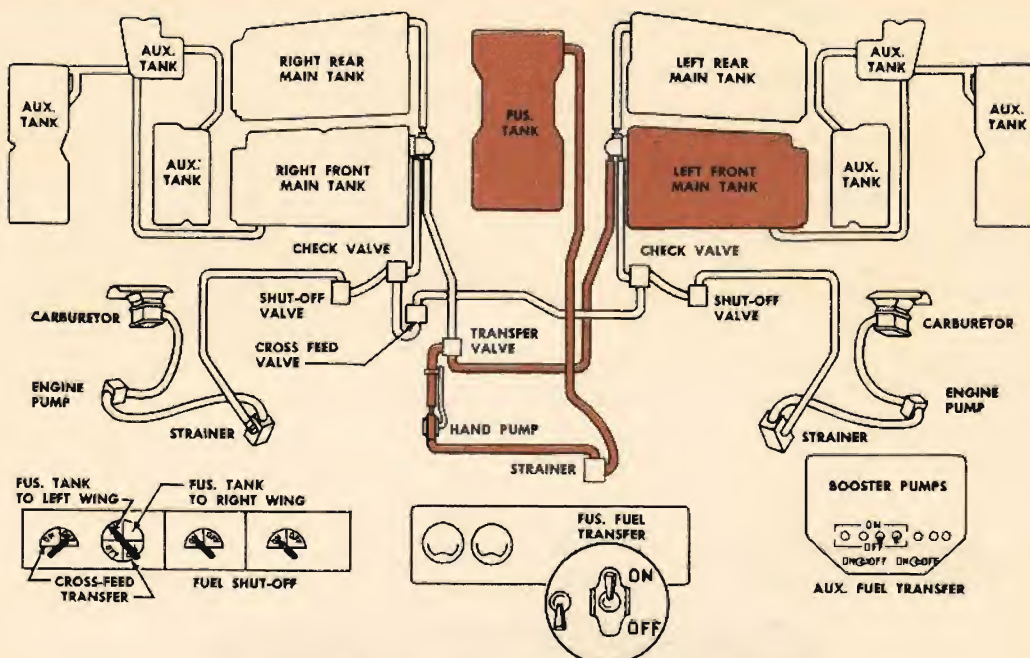 AUX.
TANK
AUX.
TANK
AUX.
TANK
RIGHT REAR
MAIN TANK
RIGHT FRONT
MAIN TANK
FUS.
TANK
LEFT REAR
MAIN TANK
LEFT FRONT
MAIN TANK
AUX.
TANK
AUX.
TANK
AUX.
TANK
CHECK VALVE
CHECK VALVE
SHUT-OFF
VALVE
SHUT-OFF
VALVE
CARBURETOR
CARBURETOR
CROSS FEED
VALVE
TRANSFER
VALVE
ENGINE
PUMP
ENGINE
PUMP
STRAINER
HAND PUMP
STRAINER
STRAINER
FUS. TANK
TO LEFT WING
FUS. TANK
TO RIGHT WING
CROSS-FEED
TRANSFER
FUEL SHUT-OFF
FUS. FUEL
TRANSFER
ON
OFF
BOOSTER PUMPS
ON
OFF
ON OFF ON OFF
AUX. FUEL TRANSFER